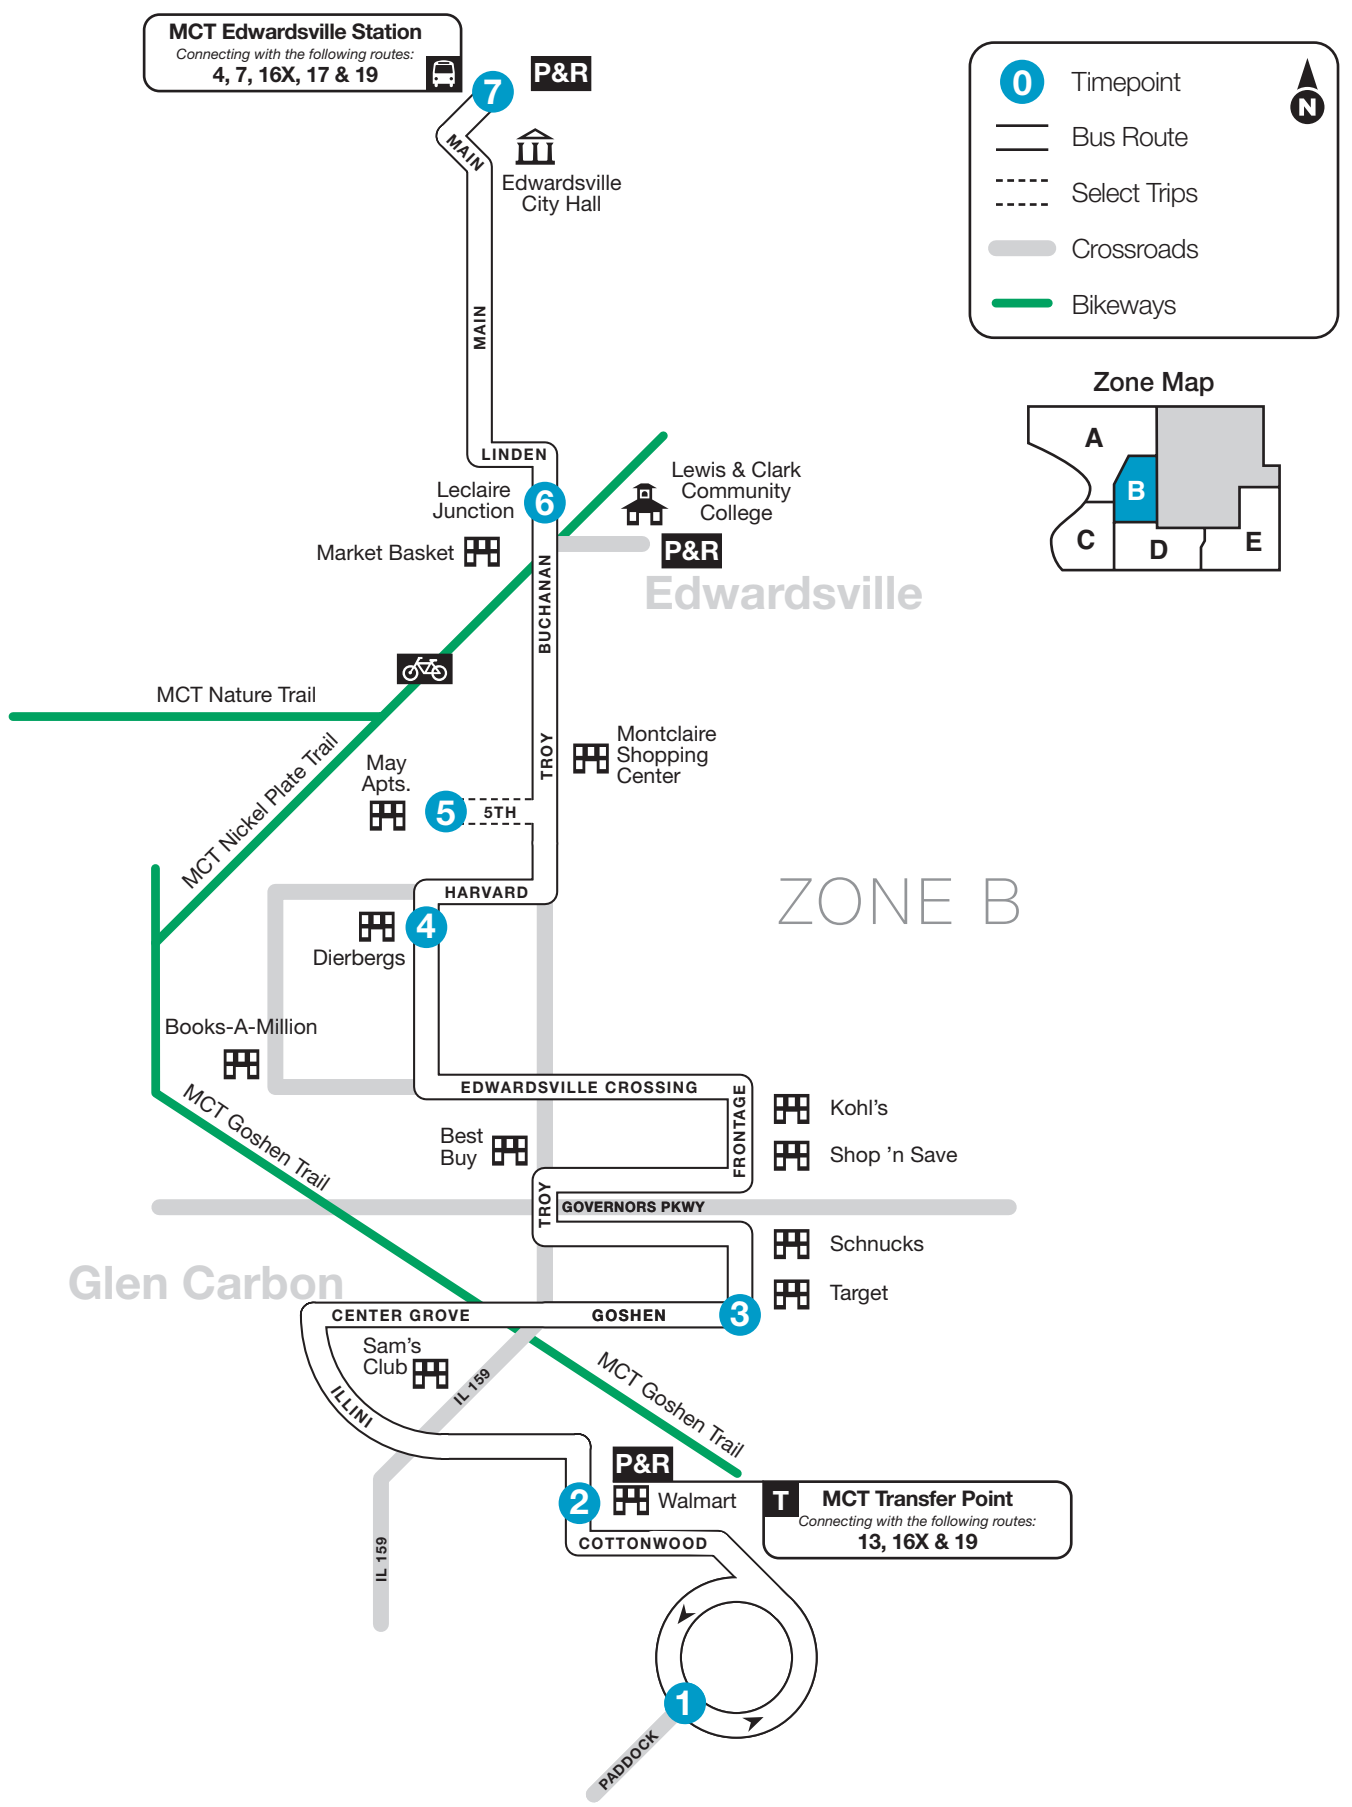 MCT Edwardsville Station
Connecting with the following routes:
4, 7, 16X, 17 & 19
7
P&R
MAIN
Edwardsville
City Hall
MAIN
LINDEN
Leclaire
Junction
6
Lewis & Clark
Community
College
Market Basket
P&R
Edwardsville
BUCHANAN
MCT Nature Trail
MCT Nickel Plate Trail
TROY
Montclaire
Shopping
Center
May
Apts.
5
5TH
HARVARD
4
Dierbergs
ZONE B
Books-A-Million
MCT Goshen Trail
EDWARDSVILLE CROSSING
FRONTAGE
Kohl's
Best
Buy
Shop 'n Save
TROY
GOVERNORS PKWY
Schnucks
Glen Carbon
Target
CENTER GROVE
GOSHEN
3
Sam's
Club
IL 159
ILLINI
MCT Goshen Trail
P&R
2
Walmart
T
MCT Transfer Point
Connecting with the following routes:
13, 16X & 19
COTTONWOOD
IL 159
1
PADDOCK
0
Timepoint
N
Bus Route
Select Trips
Crossroads
Bikeways
Zone Map
A
B
C
D
E